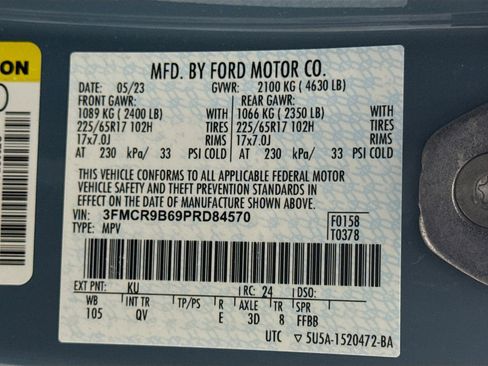 ON
MFD. BY FORD MOTOR CO.
DATE: 05/23 GVWR: 2100 KG ( 4630 LB)
FRONT GAWR: REAR GAWR:
1089 KG ( 2400 LB) WITH 1066 KG ( 2350 LB) WITH
225/65R17 102H TIRES 225/65R17 102H TIRES
17x7.0J RIMS 17x7.0J RIMS
AT 230 kPa/ 33 PSI COLD AT 230 kPa/ 33 PSI COLD
THIS VEHICLE CONFORMS TO ALL APPLICABLE FEDERAL MOTOR
VEHICLE SAFETY AND THEFT PREVENTION STANDARDS IN
EFFECT ON THE DATE OF MANUFACTURE SHOWN ABOVE.
VIN: 3FMCR9B69PRD84570 F0158
TYPE: MPV T0378
EXT PNT: KU RC: 24 DSO:
WB INT TR TP/PS R AXLE TR SPR
105 QV E 3D 8 FFBB
UTC ▽ 5U5A-1520472-BA